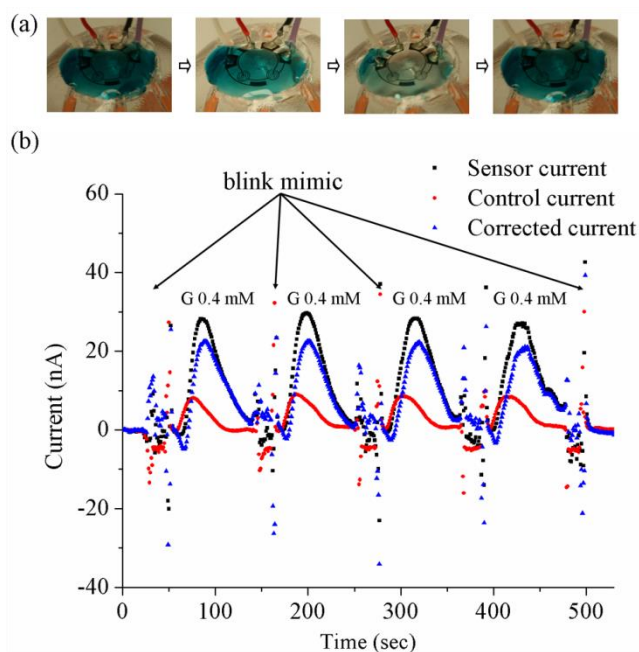 (a)
(b)
60
40
20
0
-20
-40
Current (nA)
blink mimic
Sensor current
Control current
Corrected current
G 0.4 mM G 0.4 mM G 0.4 mM G 0.4 mM
0 100 200 300 400 500
Time (sec)